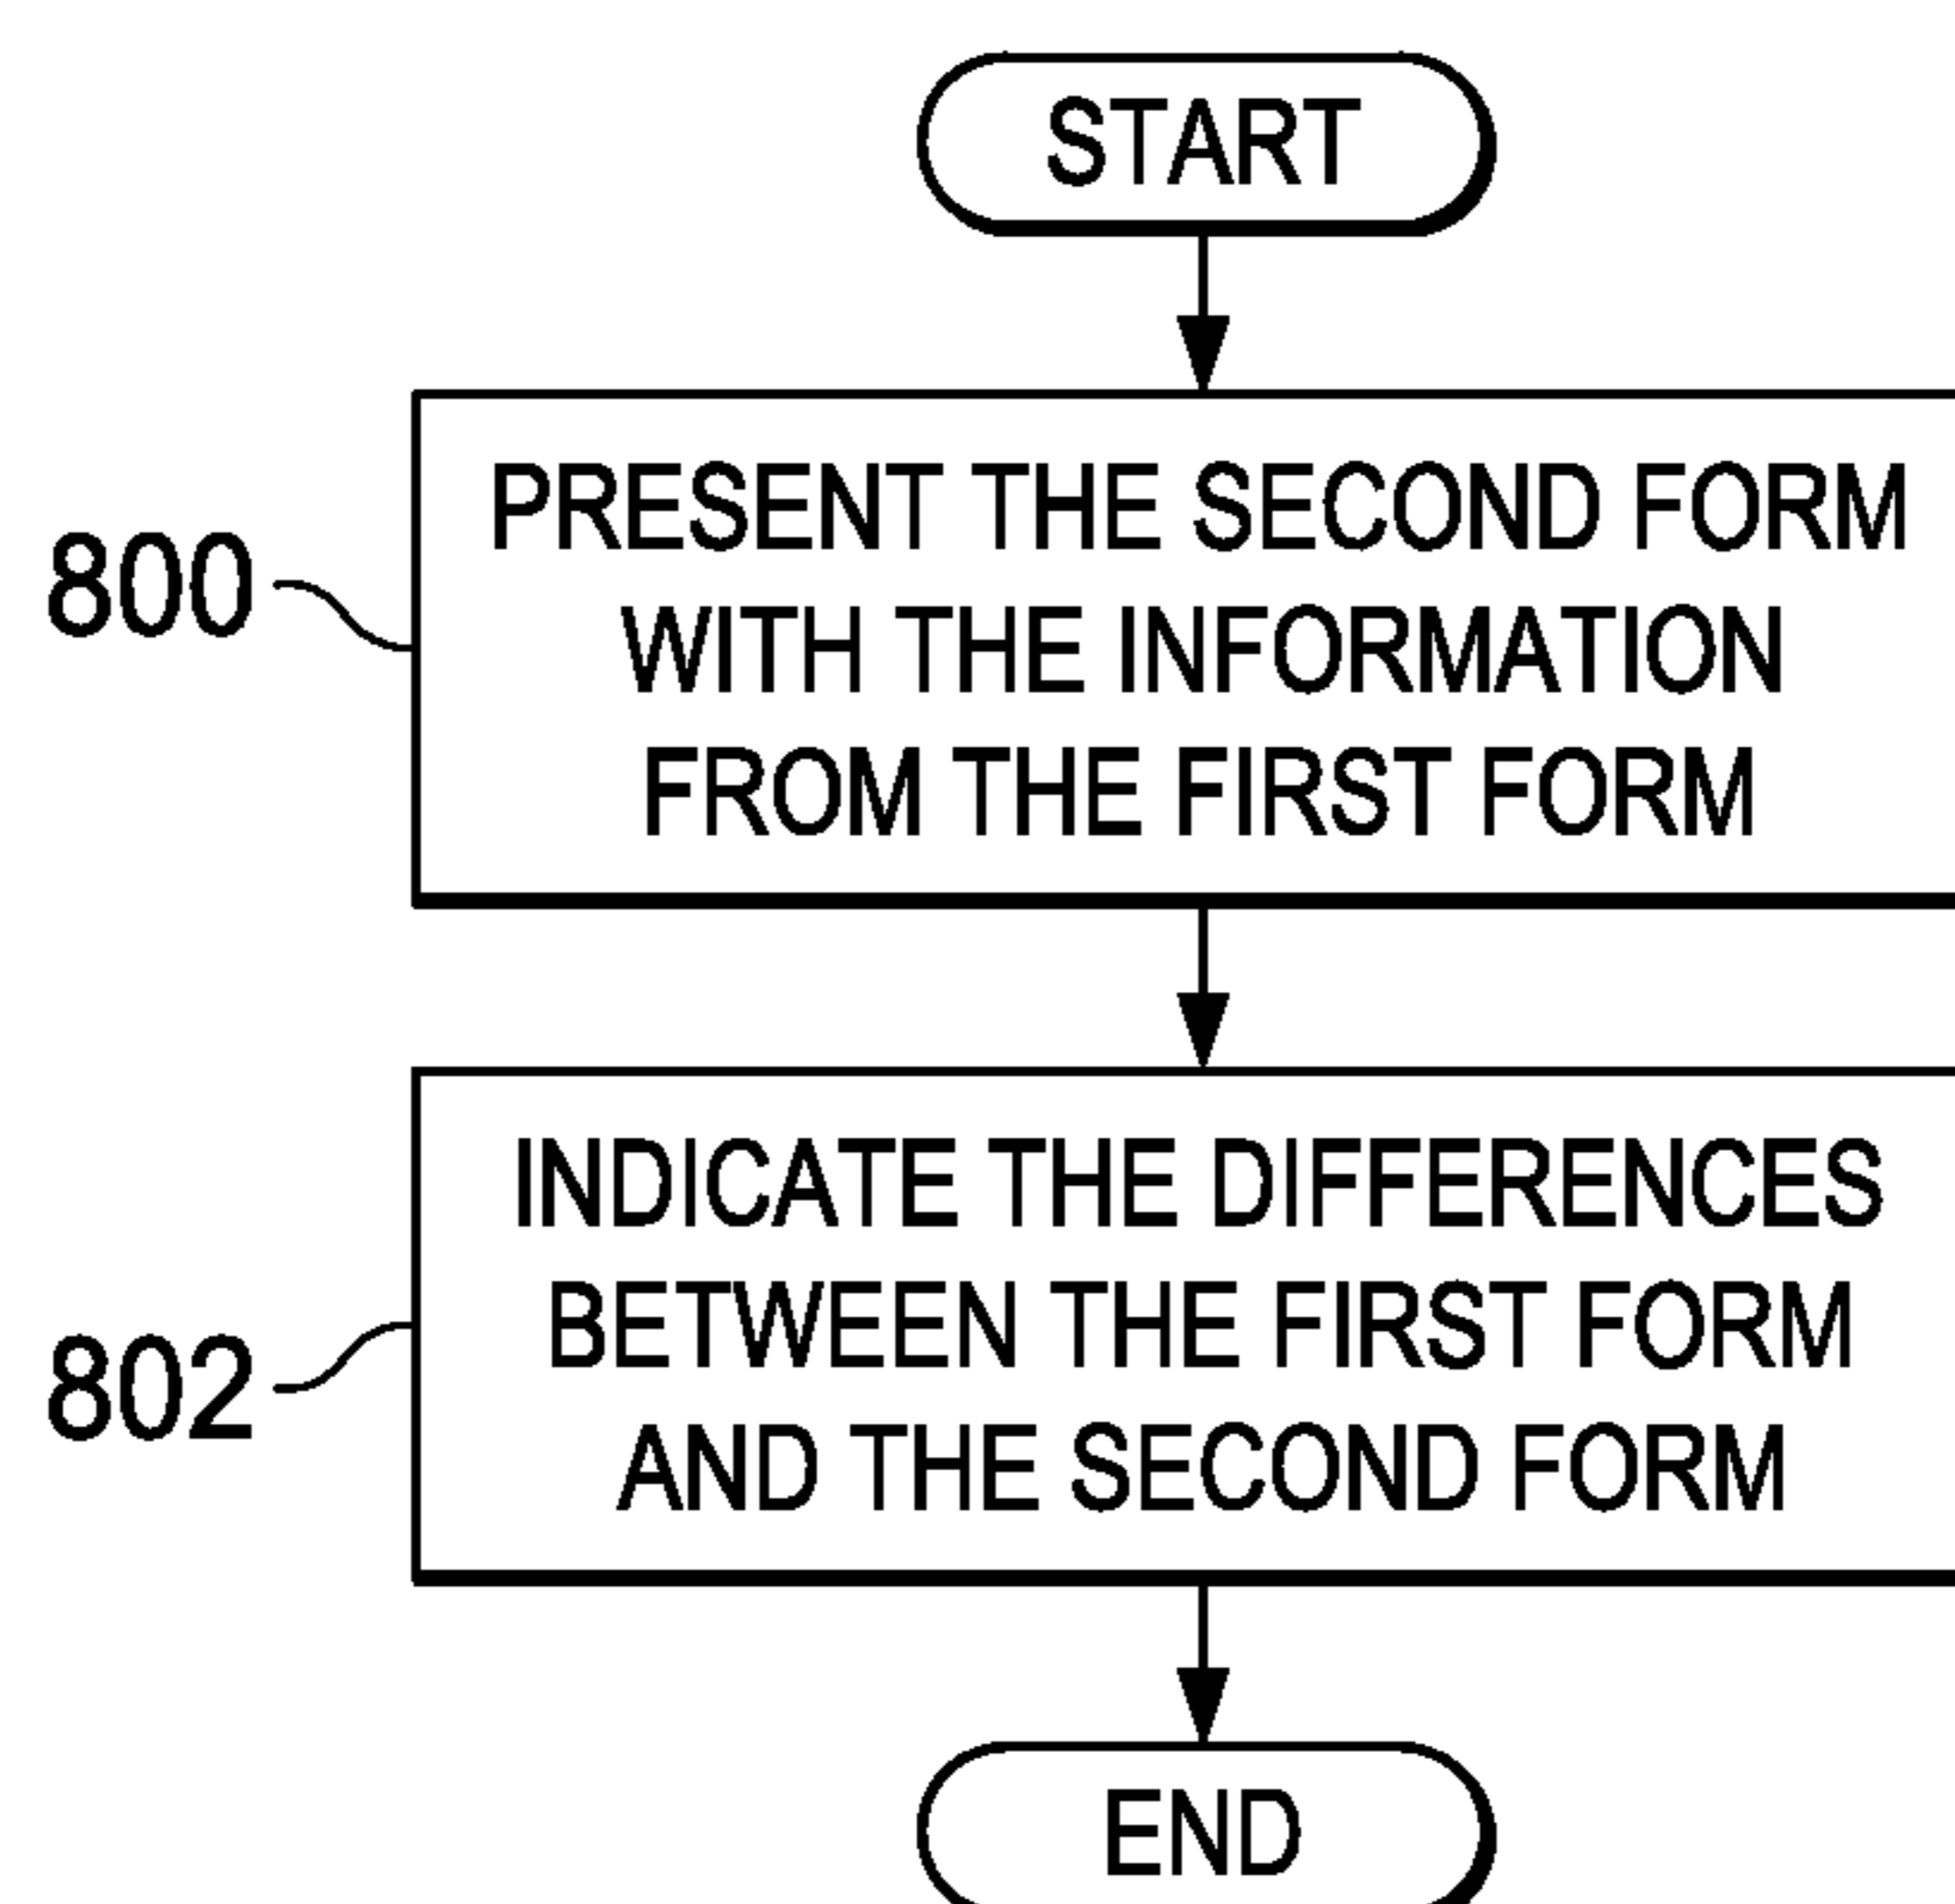 START
800
PRESENT THE SECOND FORM
WITH THE INFORMATION
FROM THE FIRST FORM
802
INDICATE THE DIFFERENCES
BETWEEN THE FIRST FORM
AND THE SECOND FORM
END